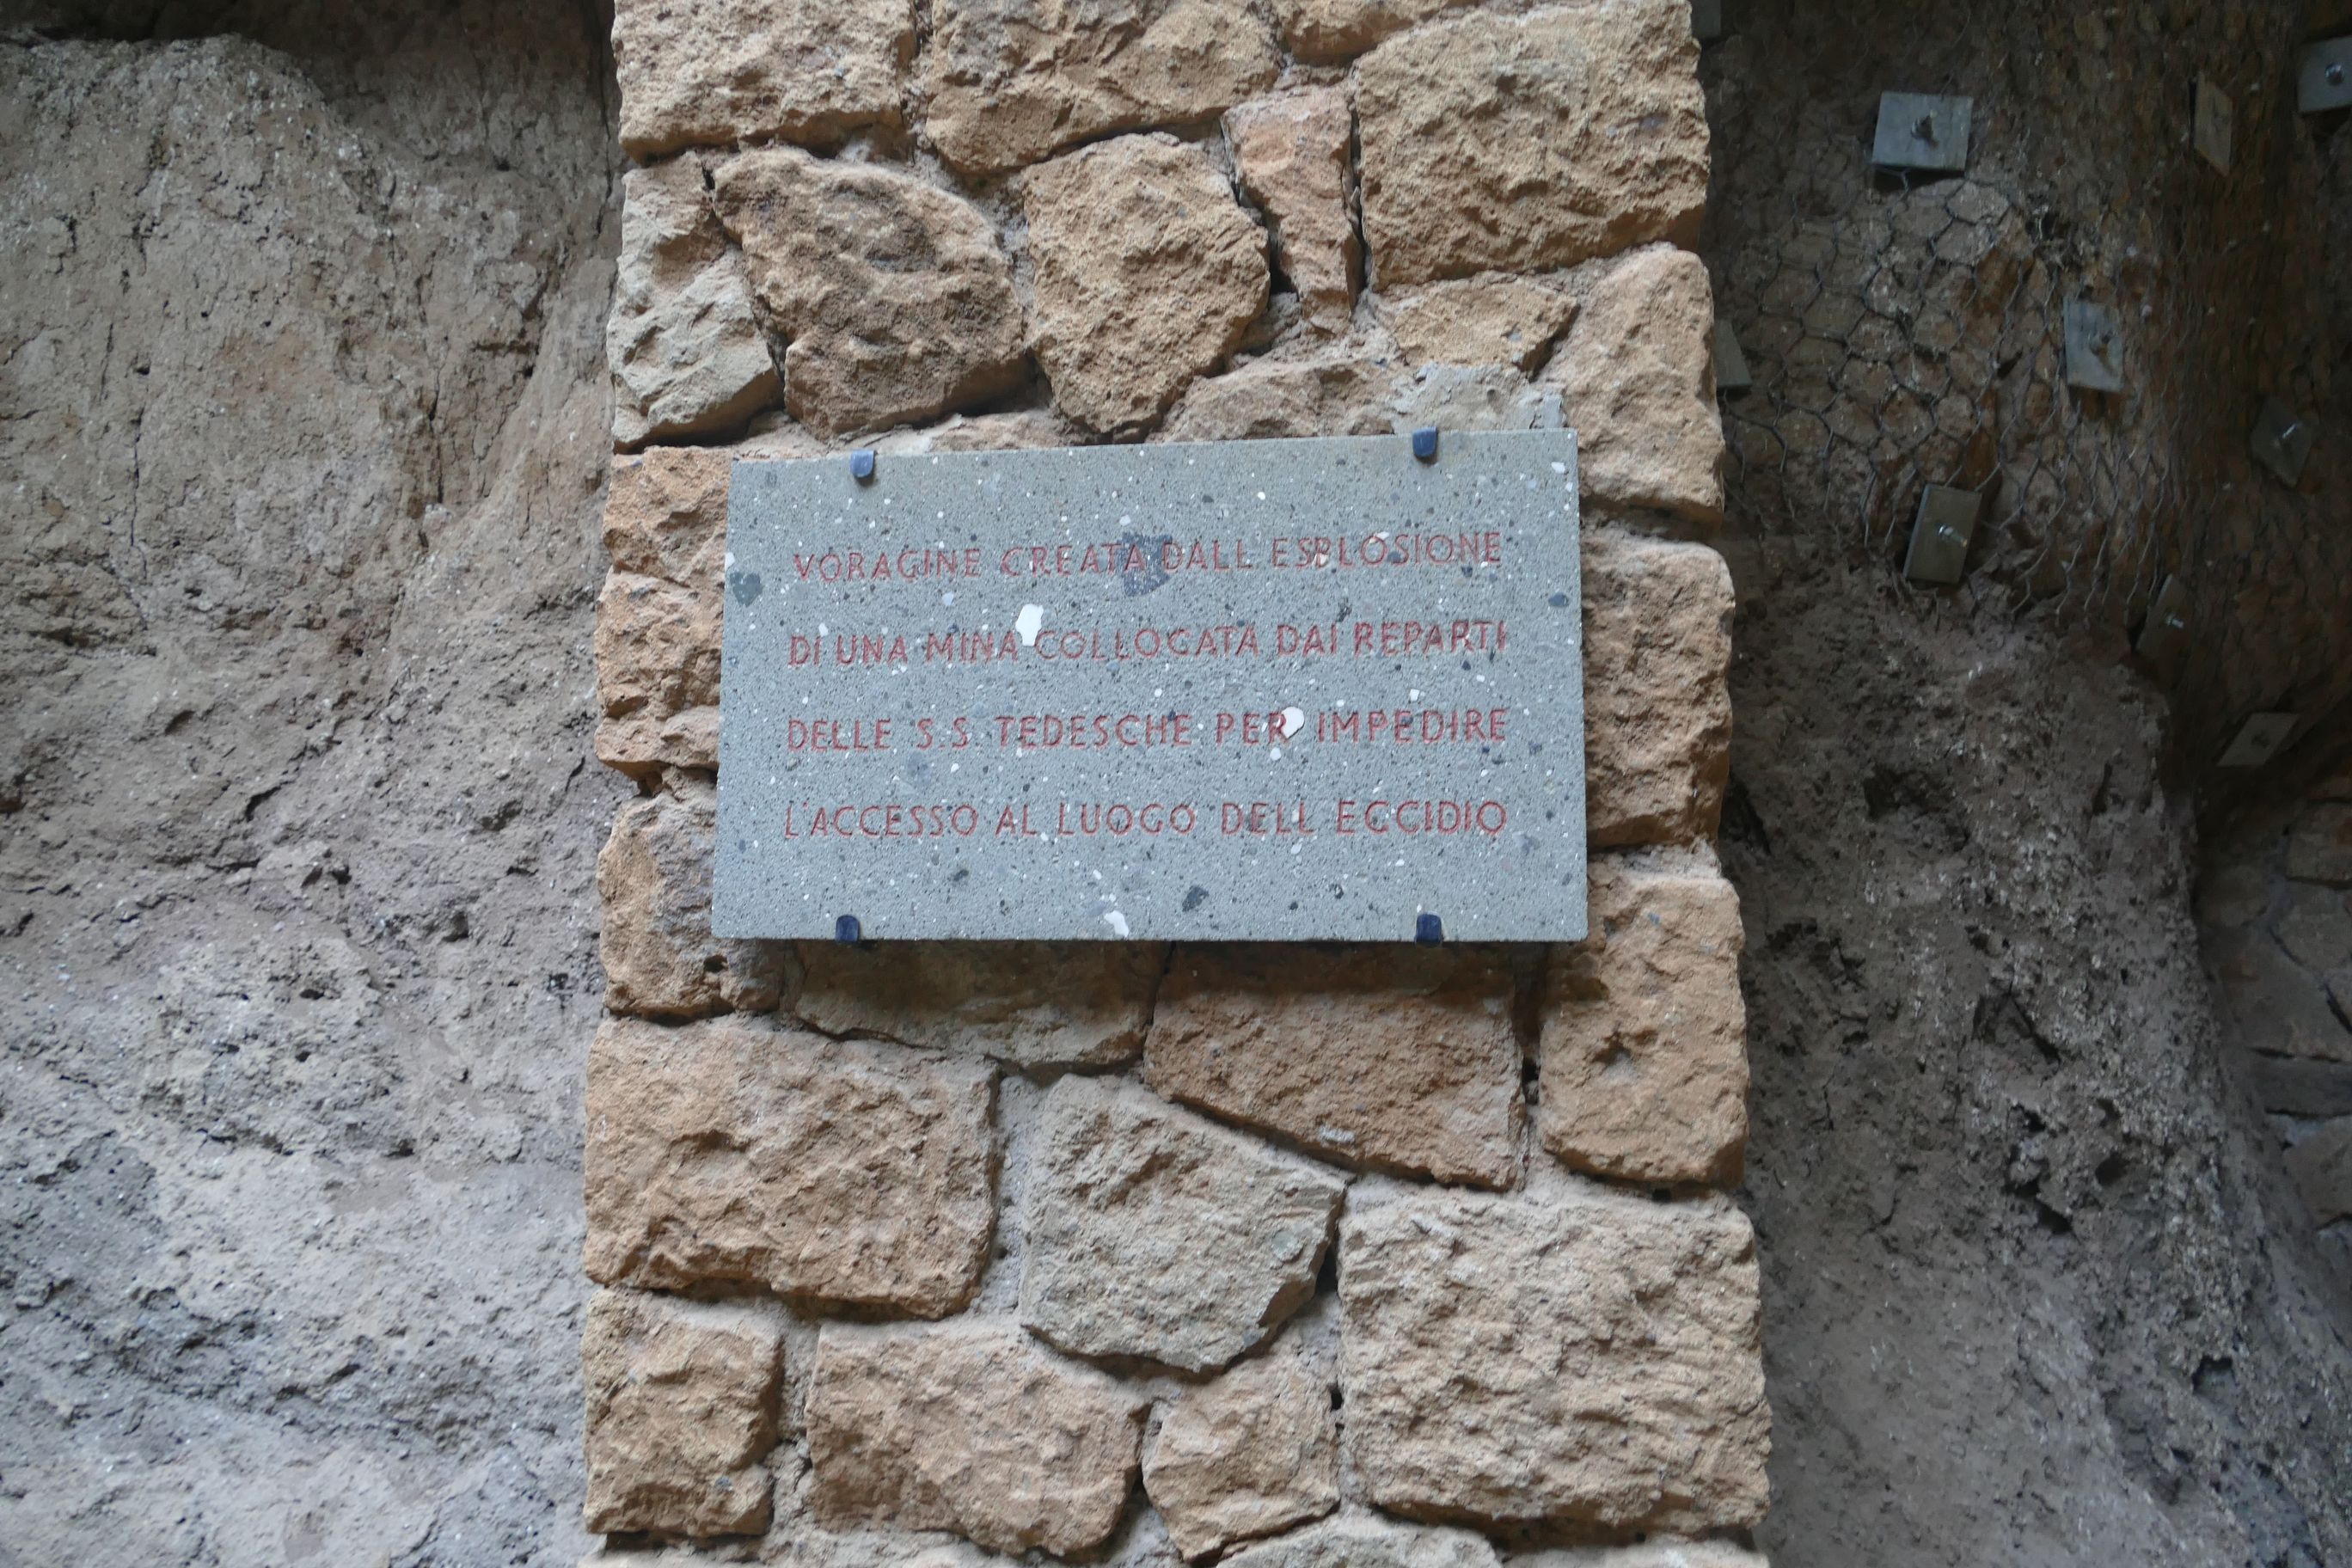 VORAGINE CREATA DALL ESPLOSIONE
DI UNA MINA COLLOCATA DAI REPARTI
DELLE S.S. TEDESCHE PER IMPEDIRE
L'ACCESSO AL LUOGO DELL ECCIDIO